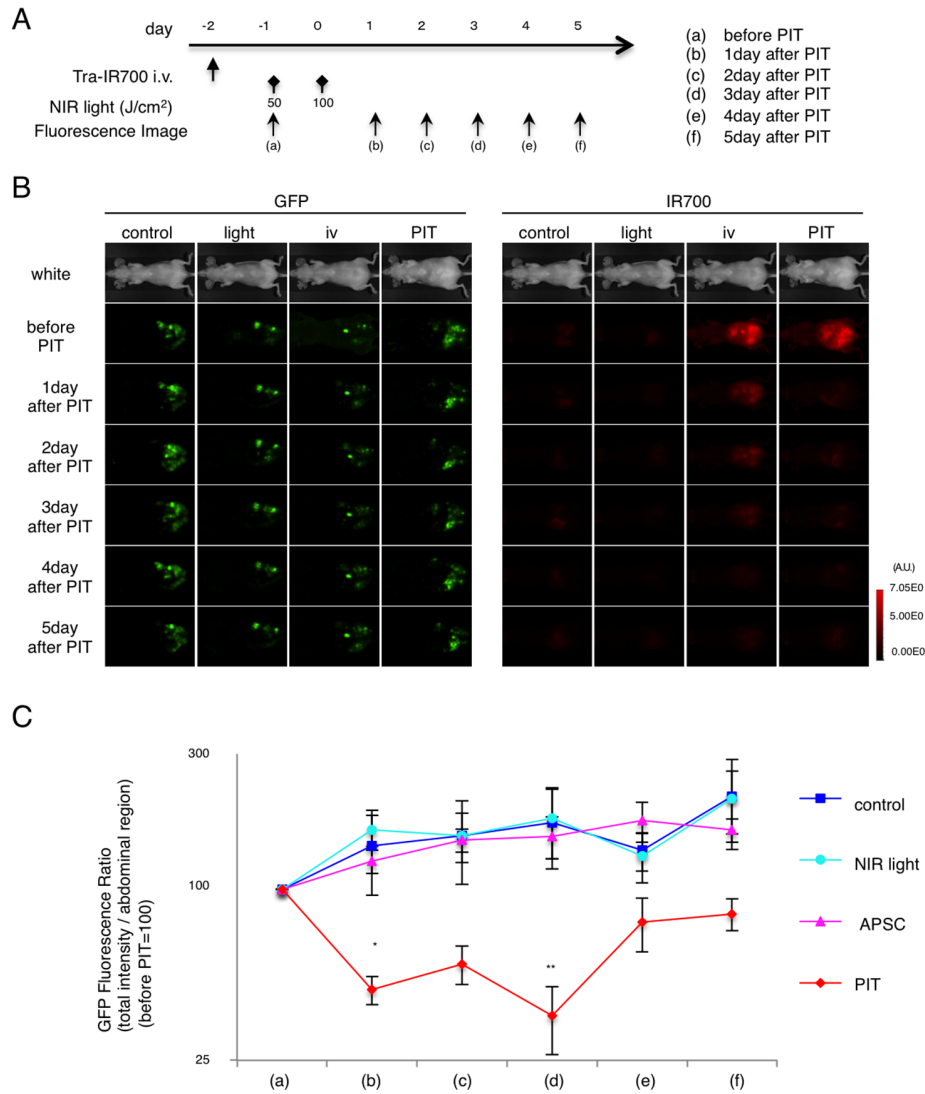 A
day -2 -1 0 1 2 3 4 5
Tra-IR700 i.v.
NIR light (J/cm²) 50 100
Fluorescence Image
(a) (b) (c) (d) (e) (f)
(a) before PIT
(b) 1day after PIT
(c) 2day after PIT
(d) 3day after PIT
(e) 4day after PIT
(f) 5day after PIT
B
GFP IR700
control light iv PIT control light iv PIT
white
before
PIT
1day
after PIT
2day
after PIT
3day
after PIT
4day
after PIT
5day
after PIT
(A.U.)
7.05E0
5.00E0
0.00E0
C
GFP Fluorescence Ratio
(total intensity / abdominal region)
(before PIT=100)
300
100
25
*
**
(a) (b) (c) (d) (e) (f)
control
NIR light
APSC
PIT